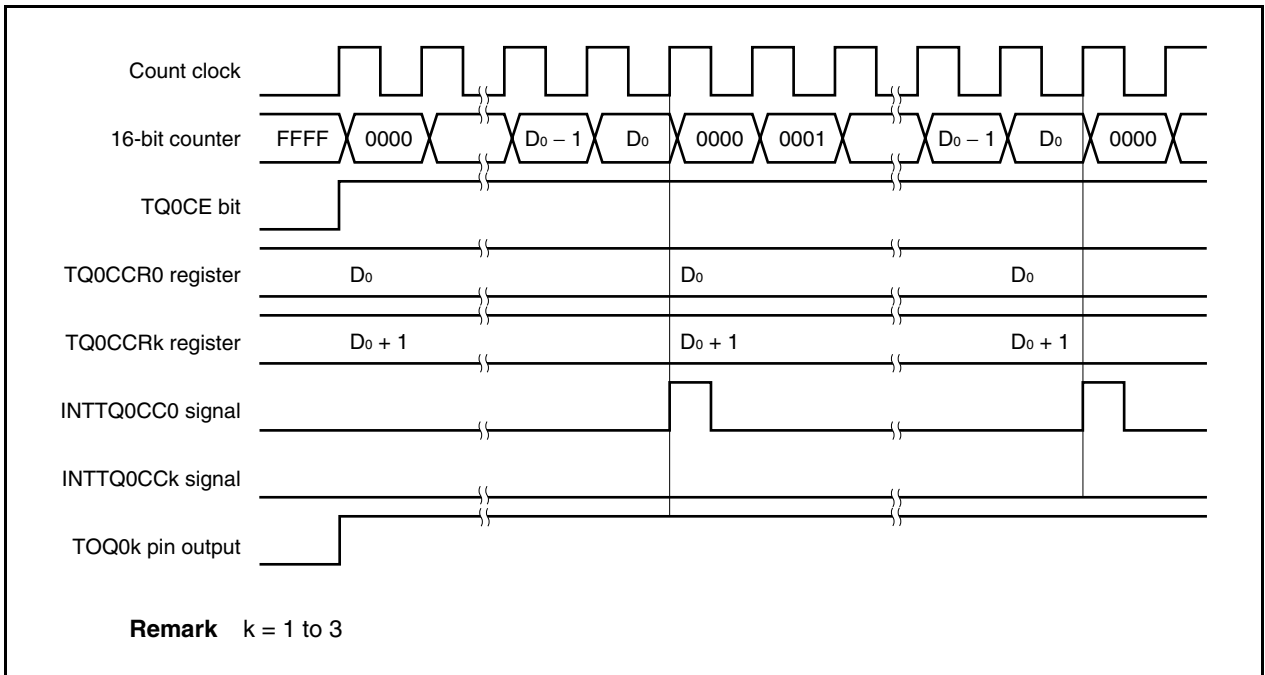 Count clock
16-bit counter FFFF 0000 D₀ − 1 D₀ 0000 0001 D₀ − 1 D₀ 0000
TQ0CE bit
TQ0CCR0 register D₀ D₀ D₀
TQ0CCRk register D₀ + 1 D₀ + 1 D₀ + 1
INTTQ0CC0 signal
INTTQ0CCk signal
TOQ0k pin output
Remark k = 1 to 3